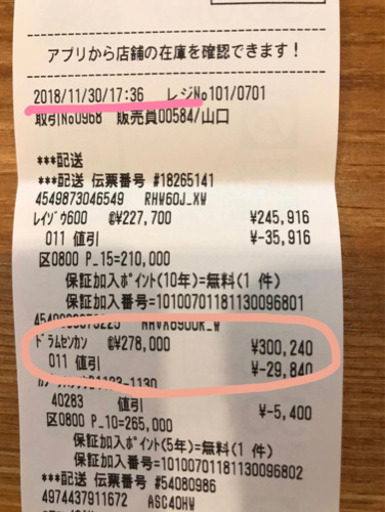 アプリから店舗の在庫を確認できます!
2018/11/30/17:36 レジNo101/0701
取引No0968 販売員00584/山口
***配送
***配送 伝票番号 #18265141
4549873046549 RHW60J_XW
レイゾウ600 @¥227,700 ¥245,916
011 値引 ¥-35,916
区0800 P_15=210,000
保証加入ポイント(10年)=無料(1 件)
保証加入番号=1010070118113009​6801
ドラムセンカン @¥278,000 ¥300,240
011 値引 ¥-29,840
40283 値引 ¥-5,400
区0800 P_10=265,000
保証加入ポイント(5年)=無料(1 件)
保証加入番号=10100701181130096802
***配送 伝票番号 #54080986
4974437911672 ASC40HW